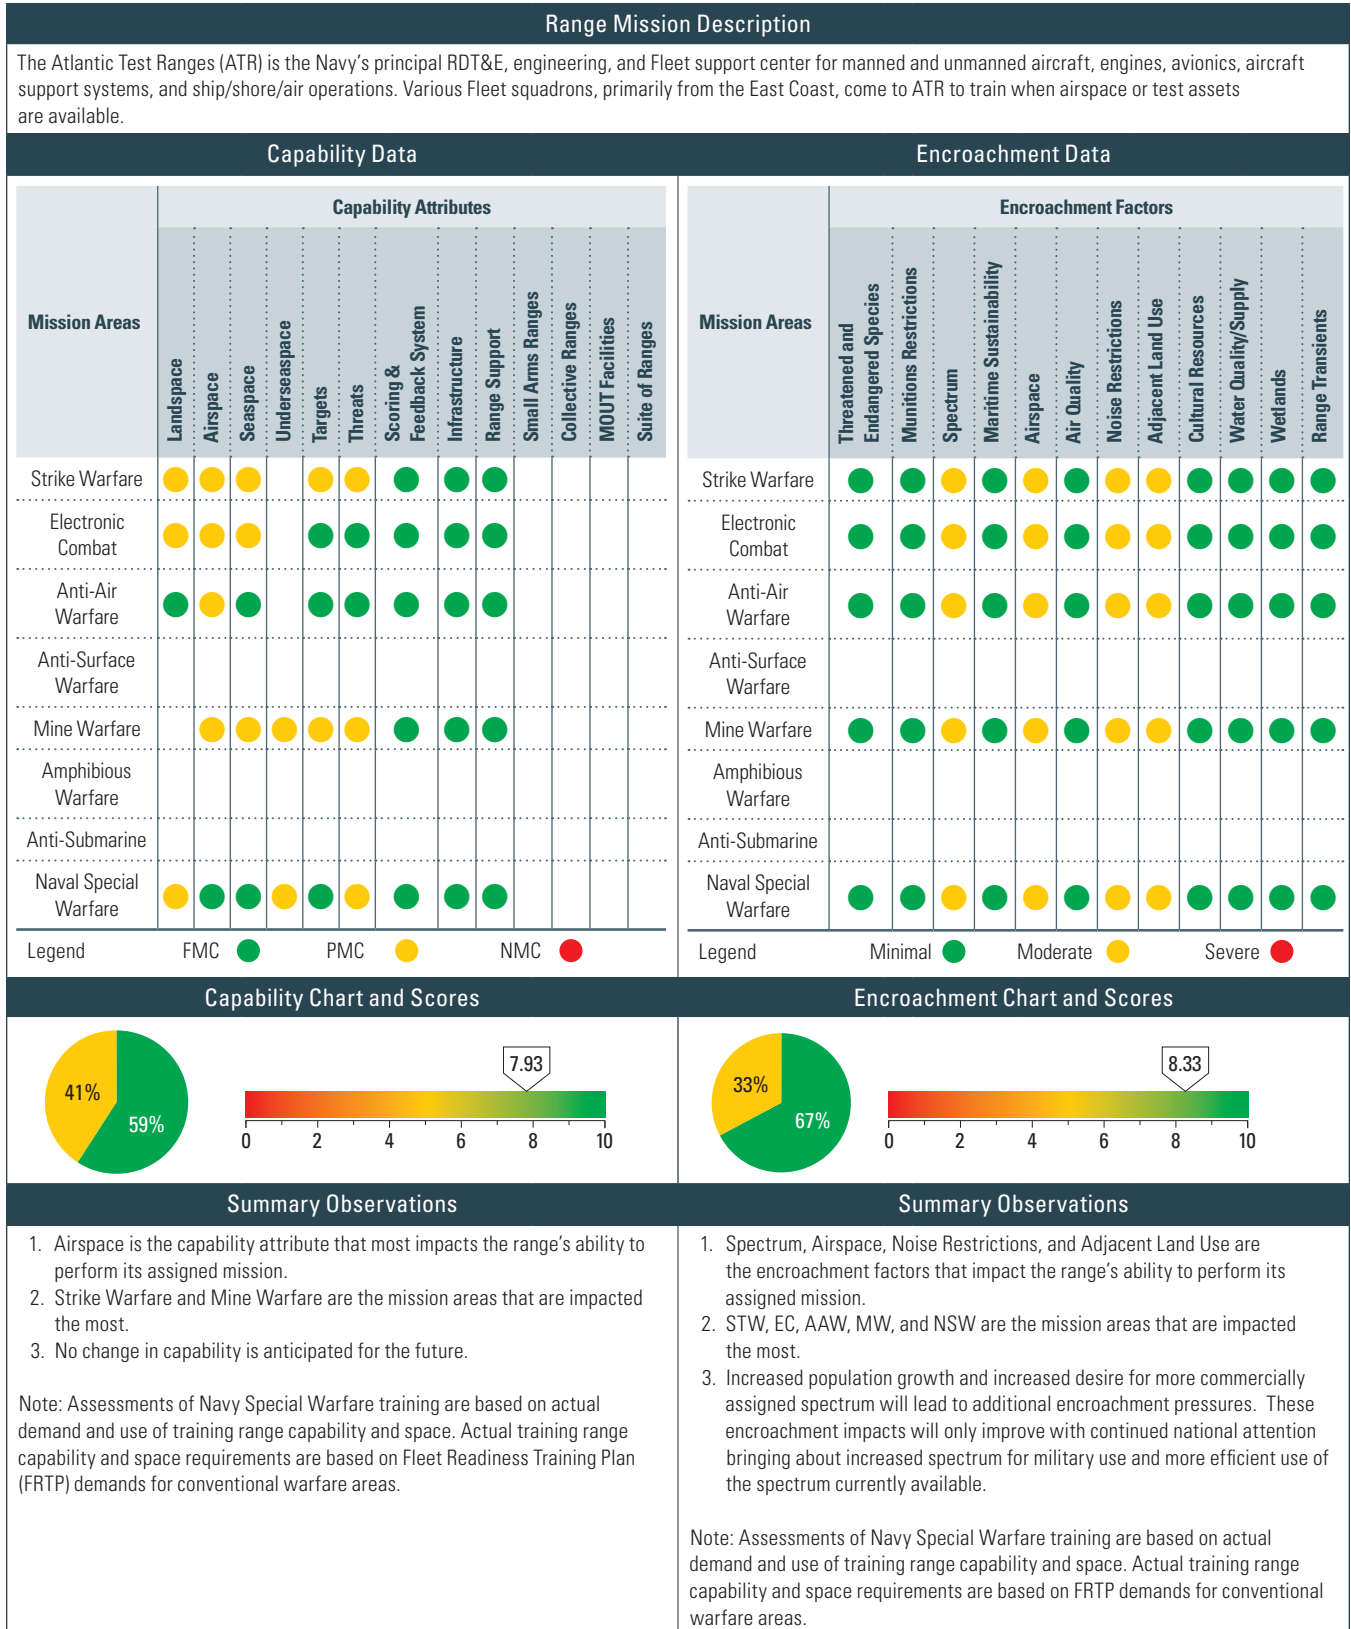 Range Mission Description
The Atlantic Test Ranges (ATR) is the Navy's principal RDT&E, engineering, and Fleet support center for manned and unmanned aircraft, engines, avionics, aircraft
support systems, and ship/shore/air operations. Various Fleet squadrons, primarily from the East Coast, come to ATR to train when airspace or test assets
are available.
Capability Data
Mission Areas
Capability Attributes
Landspace
Airspace
Seaspace
Underseaspace
Targets
Threats
Scoring &
Feedback System
Infrastructure
Range Support
Small Arms Ranges
Collective Ranges
MOUT Facilities
Suite of Ranges
Strike Warfare
Electronic
Combat
Anti-Air
Warfare
Anti-Surface
Warfare
Mine Warfare
Amphibious
Warfare
Anti-Submarine
Naval Special
Warfare
Legend FMC PMC NMC
Encroachment Data
Mission Areas
Encroachment Factors
Threatened and
Endangered Species
Munitions Restrictions
Spectrum
Maritime Sustainability
Airspace
Air Quality
Noise Restrictions
Adjacent Land Use
Cultural Resources
Water Quality/Supply
Wetlands
Range Transients
Strike Warfare
Electronic
Combat
Anti-Air
Warfare
Anti-Surface
Warfare
Mine Warfare
Amphibious
Warfare
Anti-Submarine
Naval Special
Warfare
Legend Minimal Moderate Severe
Capability Chart and Scores
41%
59%
7.93
0 2 4 6 8 10
Encroachment Chart and Scores
33%
67%
8.33
0 2 4 6 8 10
Summary Observations
1. Airspace is the capability attribute that most impacts the range's ability to
perform its assigned mission.
2. Strike Warfare and Mine Warfare are the mission areas that are impacted
the most.
3. No change in capability is anticipated for the future.
Note: Assessments of Navy Special Warfare training are based on actual
demand and use of training range capability and space. Actual training range
capability and space requirements are based on Fleet Readiness Training Plan
(FRTP) demands for conventional warfare areas.
Summary Observations
1. Spectrum, Airspace, Noise Restrictions, and Adjacent Land Use are
the encroachment factors that impact the range's ability to perform its
assigned mission.
2. STW, EC, AAW, MW, and NSW are the mission areas that are impacted
the most.
3. Increased population growth and increased desire for more commercially
assigned spectrum will lead to additional encroachment pressures. These
encroachment impacts will only improve with continued national attention
bringing about increased spectrum for military use and more efficient use of
the spectrum currently available.
Note: Assessments of Navy Special Warfare training are based on actual
demand and use of training range capability and space. Actual training range
capability and space requirements are based on FRTP demands for conventional
warfare areas.